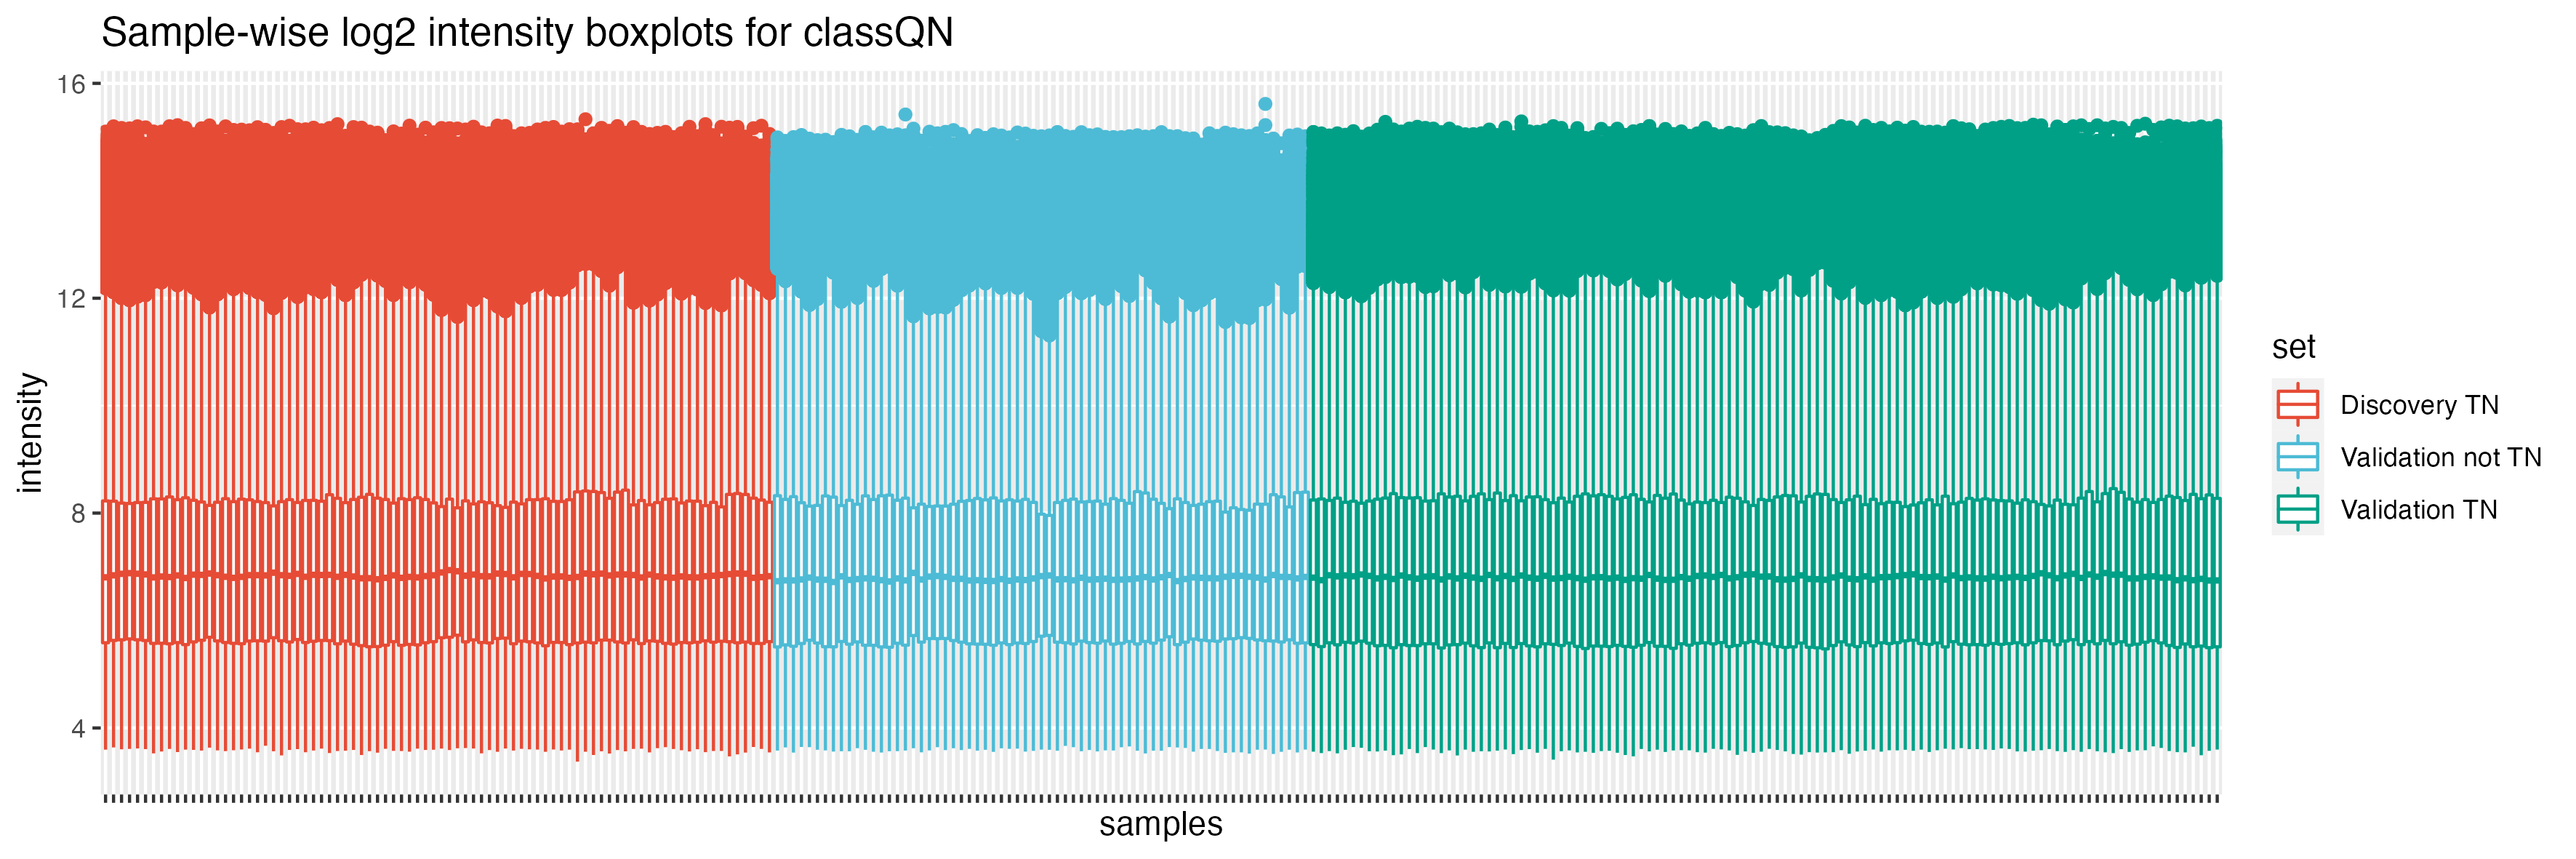 Sample-wise log2 intensity boxplots for classQN
16
12
8
4
intensity
samples
set
Discovery TN
Validation not TN
Validation TN